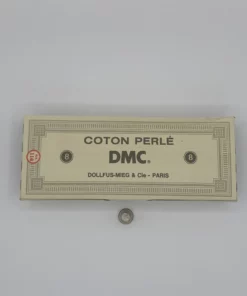 COTON PERLÉ
8 DMC® 8
DOLLFUS-MIEG & Cie - PARIS